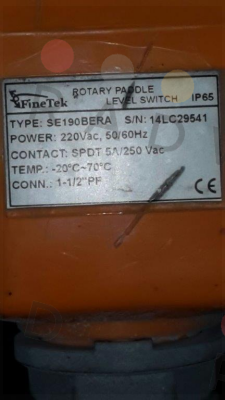 FineTek ROTARY PADDLE
LEVEL SWITCH IP65
TYPE: SE190BERA S/N: 14LC29541
POWER: 220Vac, 50/60Hz
CONTACT: SPDT 5A/250 Vac
TEMP.: -20°C~70°C
CONN.: 1-1/2"PF CE